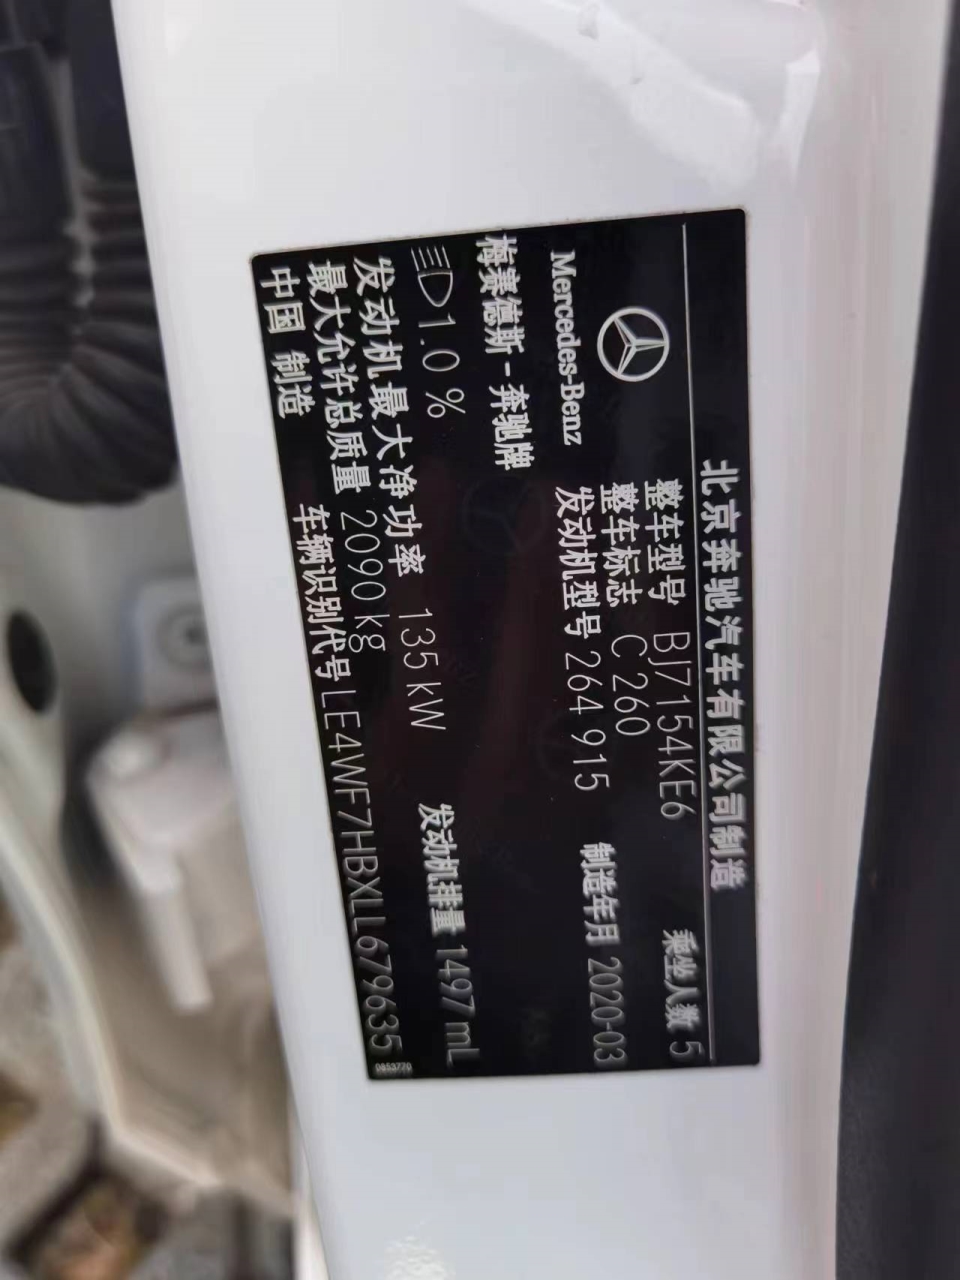 北京奔驰汽车有限公司制造
整车型号 BJ7154KE6 乘坐人数 5
整车标志 C 260
Mercedes-Benz 发动机型号 264 915 制造年月 2020-03
梅赛德斯-奔驰牌
1.0 % 发动机排量 1497 mL
发动机最大净功率 135 kW
最大允许总质量 2090 kg
中国 制造 车辆识别代号 LE4WF7HBXLL679635
0853770